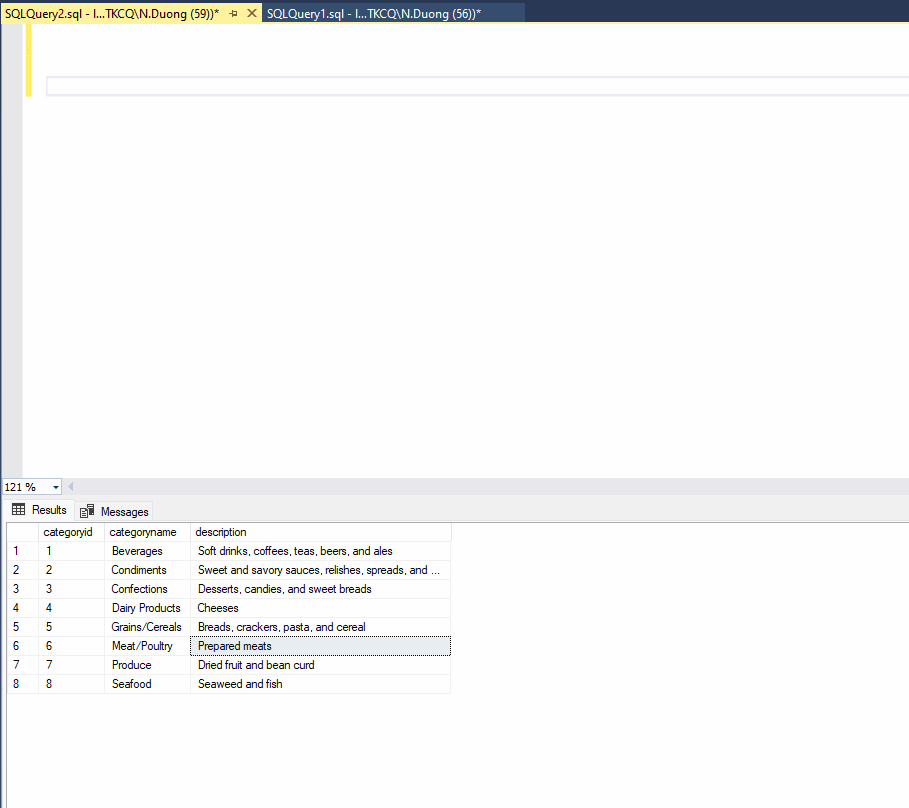 SQLQuery2.sql - I...TKCQ\N.Duong (59))* SQLQuery1.sql - I...TKCQ\N.Duong (56))*
121 %
Results Messages
categoryid categoryname description
1 1 Beverages Soft drinks, coffees, teas, beers, and ales
2 2 Condiments Sweet and savory sauces, relishes, spreads, and ...
3 3 Confections Desserts, candies, and sweet breads
4 4 Dairy Products Cheeses
5 5 Grains/Cereals Breads, crackers, pasta, and cereal
6 6 Meat/Poultry Prepared meats
7 7 Produce Dried fruit and bean curd
8 8 Seafood Seaweed and fish